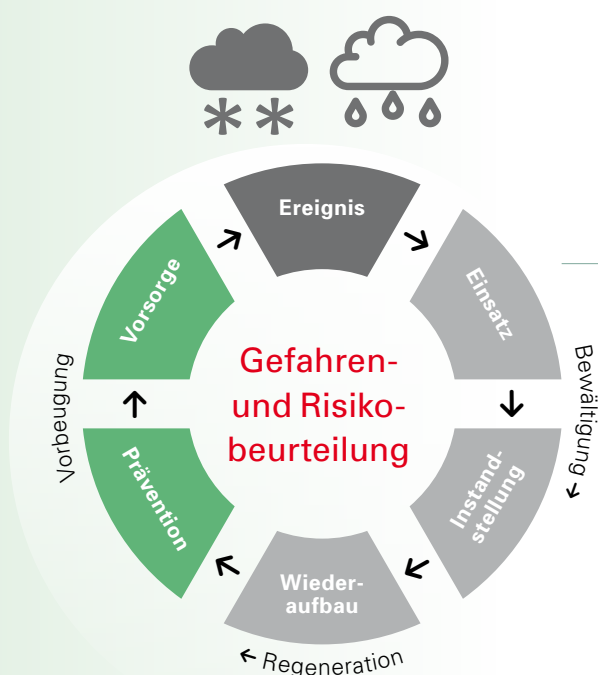 Ereignis
Einsatz
Instand-
stellung
Wieder-
aufbau
Prävention
Vorsorge
Gefahren-
und Risiko-
beurteilung
Bewältigung →
← Regeneration
Vorbeugung